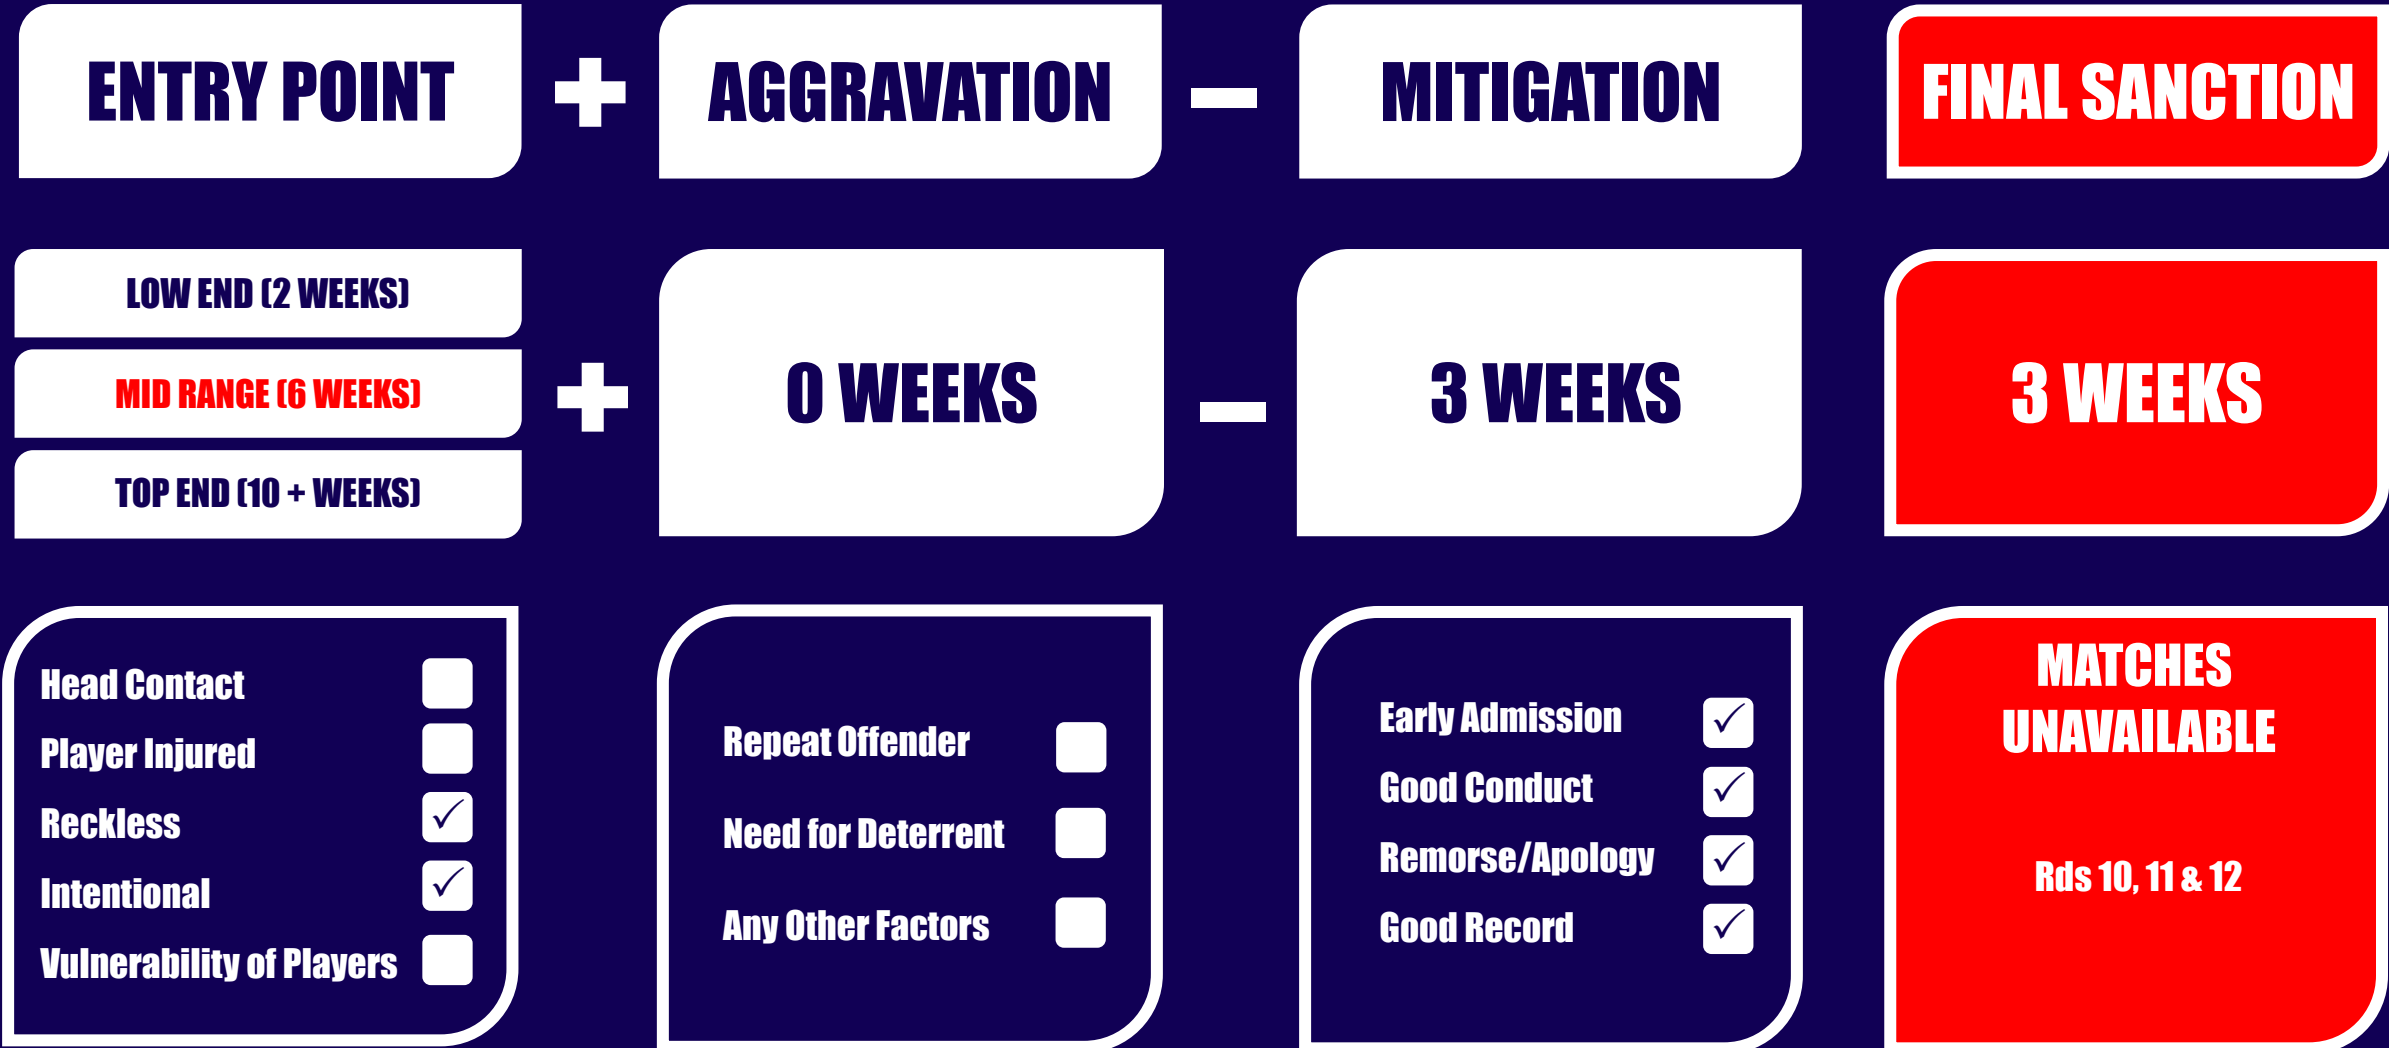 ENTRY POINT + AGGRAVATION – MITIGATION FINAL SANCTION
LOW END (2 WEEKS)
MID RANGE (6 WEEKS)
TOP END (10 + WEEKS)
+ 0 WEEKS – 3 WEEKS 3 WEEKS
Head Contact
Player Injured
Reckless ✓
Intentional ✓
Vulnerability of Players
Repeat Offender
Need for Deterrent
Any Other Factors
Early Admission ✓
Good Conduct ✓
Remorse/Apology ✓
Good Record ✓
MATCHES
UNAVAILABLE
Rds 10, 11 & 12